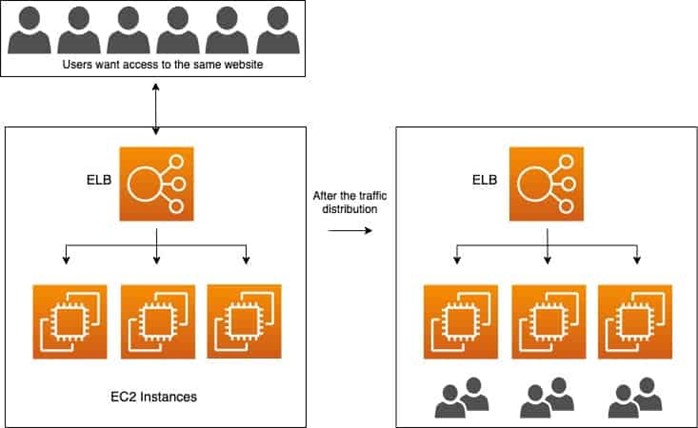 Users want access to the same website
ELB
After the traffic
distribution
ELB
EC2 Instances